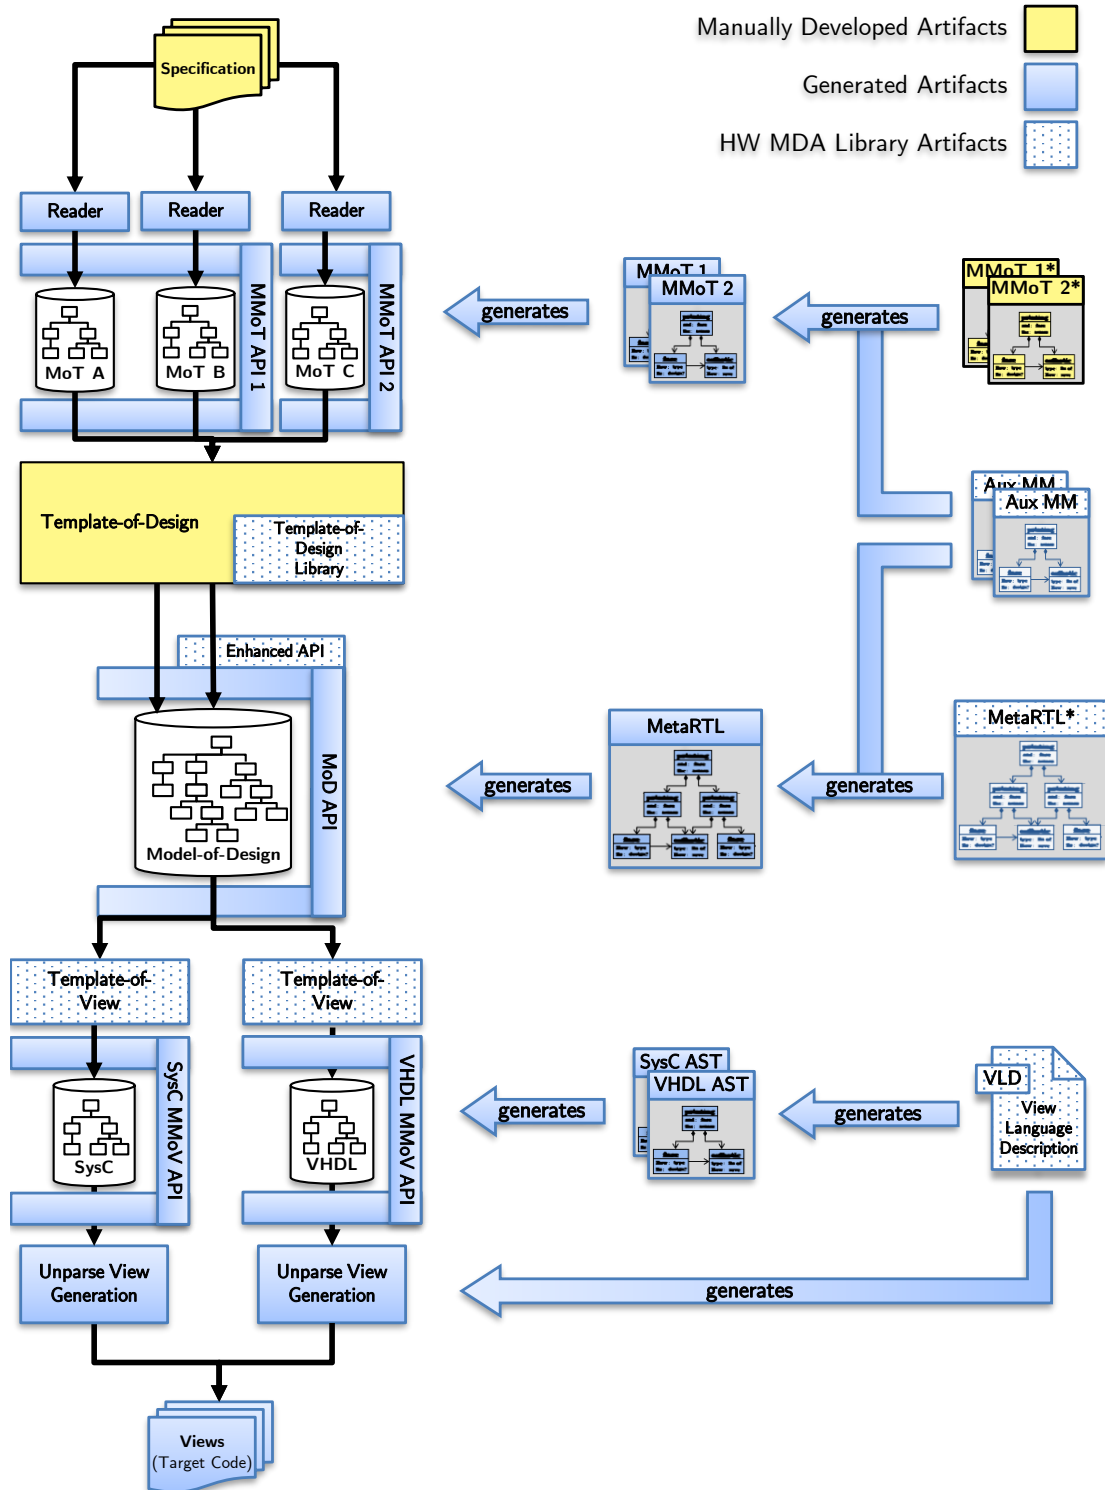 Manually Developed Artifacts
Generated Artifacts
HW MDA Library Artifacts
Specification
Reader
Reader
Reader
MMoT API 1
MMoT API 2
MoT A
MoT B
MoT C
generates
MMoT 1
MMoT 2
generates
MMoT 1*
MMoT 2*
Template-of-Design
Template-of-
Design
Library
Aux MM
Aux MM
Enhanced API
MoD API
Model-of-Design
generates
MetaRTL
generates
MetaRTL*
Template-of-
View
Template-of-
View
SysC MMoV API
VHDL MMoV API
SysC
VHDL
generates
SysC AST
VHDL AST
generates
VLD
View
Language
Description
Unparse View
Generation
Unparse View
Generation
generates
Views
(Target Code)